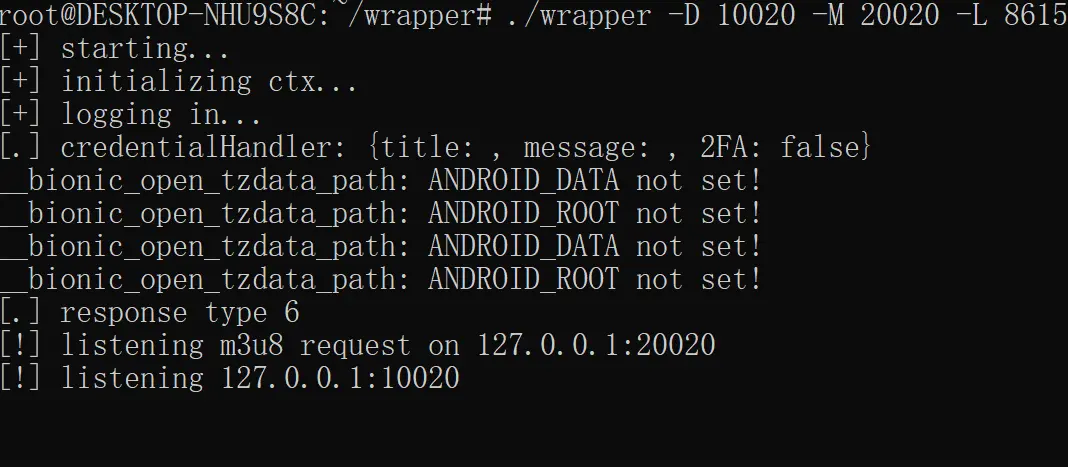 root@DESKTOP-NHU9S8C:~/wrapper# ./wrapper -D 10020 -M 20020 -L 8615
[+] starting...
[+] initializing ctx...
[+] logging in...
[.] credentialHandler: {title: , message: , 2FA: false}
__bionic_open_tzdata_path: ANDROID_DATA not set!
__bionic_open_tzdata_path: ANDROID_ROOT not set!
__bionic_open_tzdata_path: ANDROID_DATA not set!
__bionic_open_tzdata_path: ANDROID_ROOT not set!
[.] response type 6
[!] listening m3u8 request on 127.0.0.1:20020
[!] listening 127.0.0.1:10020